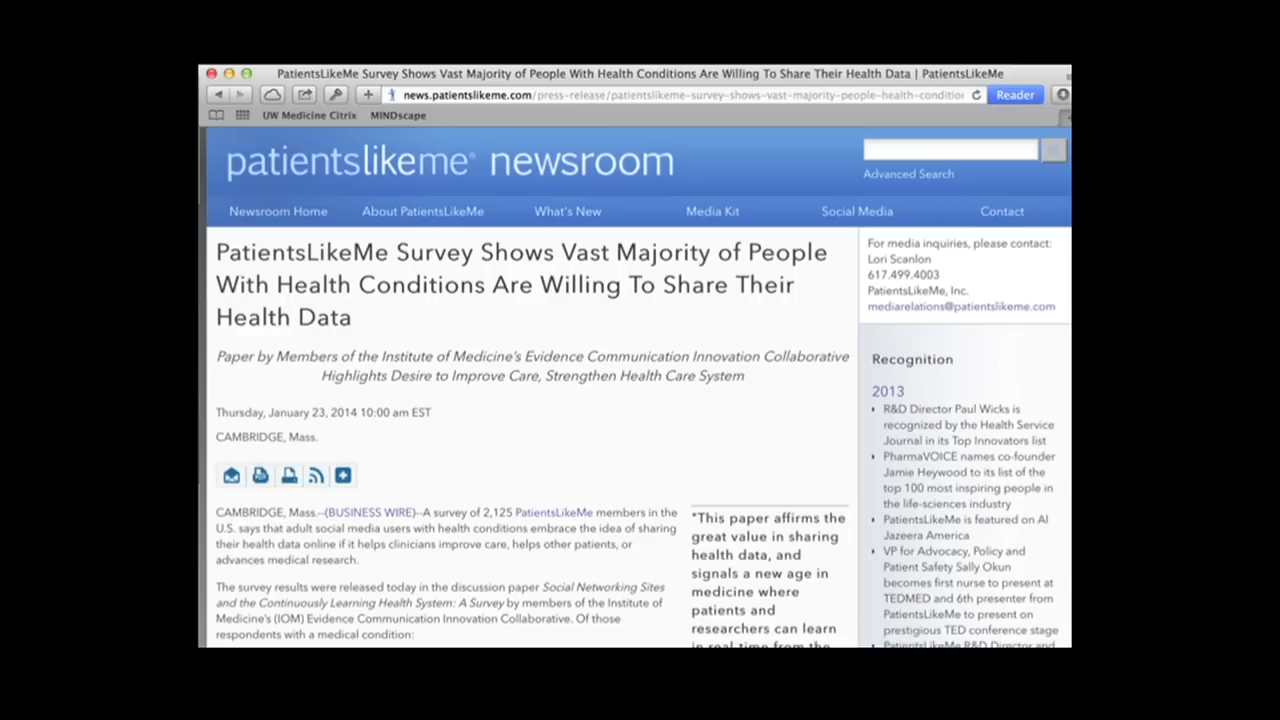 PatientsLikeMe Survey Shows Vast Majority of People With Health Conditions Are Willing To Share Their Health Data | PatientsLikeMe
news.patientslikeme.com/press-release/patientslikeme-survey-shows-vast-majority-people-health-conditio
Reader
UW Medicine Citrix MINDscape
patientslikeme® newsroom
Advanced Search
Newsroom Home About PatientsLikeMe What's New Media Kit Social Media Contact
PatientsLikeMe Survey Shows Vast Majority of People
With Health Conditions Are Willing To Share Their
Health Data
Paper by Members of the Institute of Medicine's Evidence Communication Innovation Collaborative
Highlights Desire to Improve Care, Strengthen Health Care System
Thursday, January 23, 2014 10:00 am EST
CAMBRIDGE, Mass.
CAMBRIDGE, Mass.--(BUSINESS WIRE)--A survey of 2,125 PatientsLikeMe members in the
U.S. says that adult social media users with health conditions embrace the idea of sharing
their health data online if it helps clinicians improve care, helps other patients, or
advances medical research.
The survey results were released today in the discussion paper Social Networking Sites
and the Continuously Learning Health System: A Survey by members of the Institute of
Medicine's (IOM) Evidence Communication Innovation Collaborative. Of those
respondents with a medical condition:
"This paper affirms the
great value in sharing
health data, and
signals a new age in
medicine where
patients and
researchers can learn
in real-time from the
For media inquiries, please contact:
Lori Scanlon
617.499.4003
PatientsLikeMe, Inc.
mediarelations@patientslikeme.com
Recognition
2013
R&D Director Paul Wicks is
recognized by the Health Service
Journal in its Top Innovators list
PharmaVOICE names co-founder
Jamie Heywood to its list of the
top 100 most inspiring people in
the life-sciences industry
PatientsLikeMe is featured on Al
Jazeera America
VP for Advocacy, Policy and
Patient Safety Sally Okun
becomes first nurse to present at
TEDMED and 6th presenter from
PatientsLikeMe to present on
prestigious TED conference stage
PatientsLikeMe R&D Director and